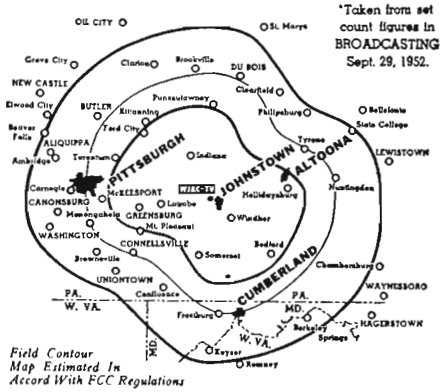 OIL CITY
St. Marys
*Taken from set
count figures in
BROADCASTING
Sept. 29, 1952.
Grove City
Clarion
Brookville
DU BOIS
NEW CASTLE
Clearfield
Elwood City
Punxsutawney
BUTLER
Kittanning
Philipsburg
Bellefonte
Beaver
Falls
Ford City
State College
ALIQUIPPA
Ambridge
Tarentum
PITTSBURGH
Indiana
Tyrone
LEWISTOWN
JOHNSTOWN
ALTOONA
Carnegie
McKEESPORT
WJAC-TV
Hollidaysburg
Huntingdon
CANONSBURG
Latrobe
GREENSBURG
Monongahela
Mt. Pleasant
Windber
WASHINGTON
CONNELLSVILLE
Brownsville
Somerset
Bedford
Chambersburg
UNIONTOWN
CUMBERLAND
Confluence
WAYNESBORO
PA.
W. VA.
PA.
MD.
Frostburg
Berkeley
Springs
HAGERSTOWN
MD.
W. VA.
Keyser
Romney
Field Contour
Map Estimated In
Accord With FCC Regulations